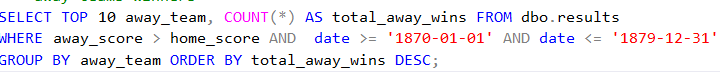 SELECT TOP 10 away_team, COUNT(*) AS total_away_wins FROM dbo.results
WHERE away_score > home_score AND  date >= '1870-01-01' AND date <= '1879-12-31'
GROUP BY away_team ORDER BY total_away_wins DESC;